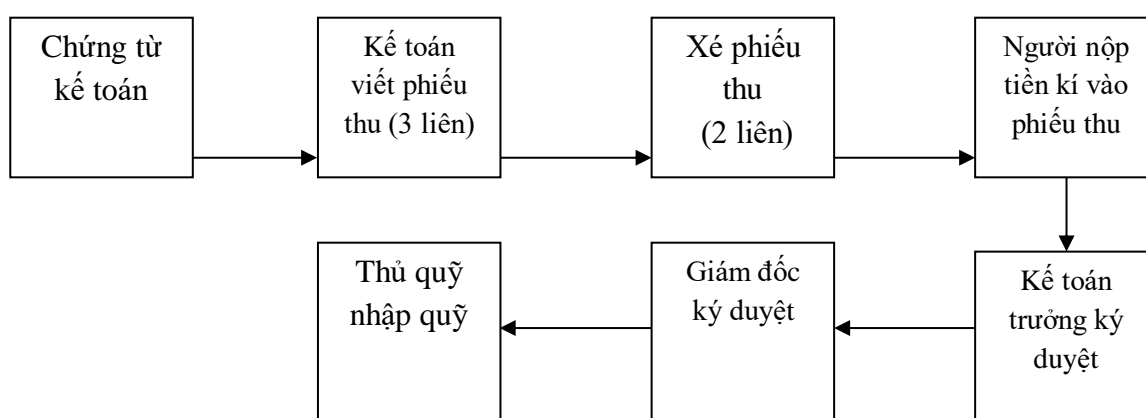 Chứng từ
kế toán
Kế toán
viết phiếu
thu (3 liên)
Xé phiếu
thu
(2 liên)
Người nộp
tiền kí vào
phiếu thu
Kế toán
trưởng ký
duyệt
Giám đốc
ký duyệt
Thủ quỹ
nhập quỹ